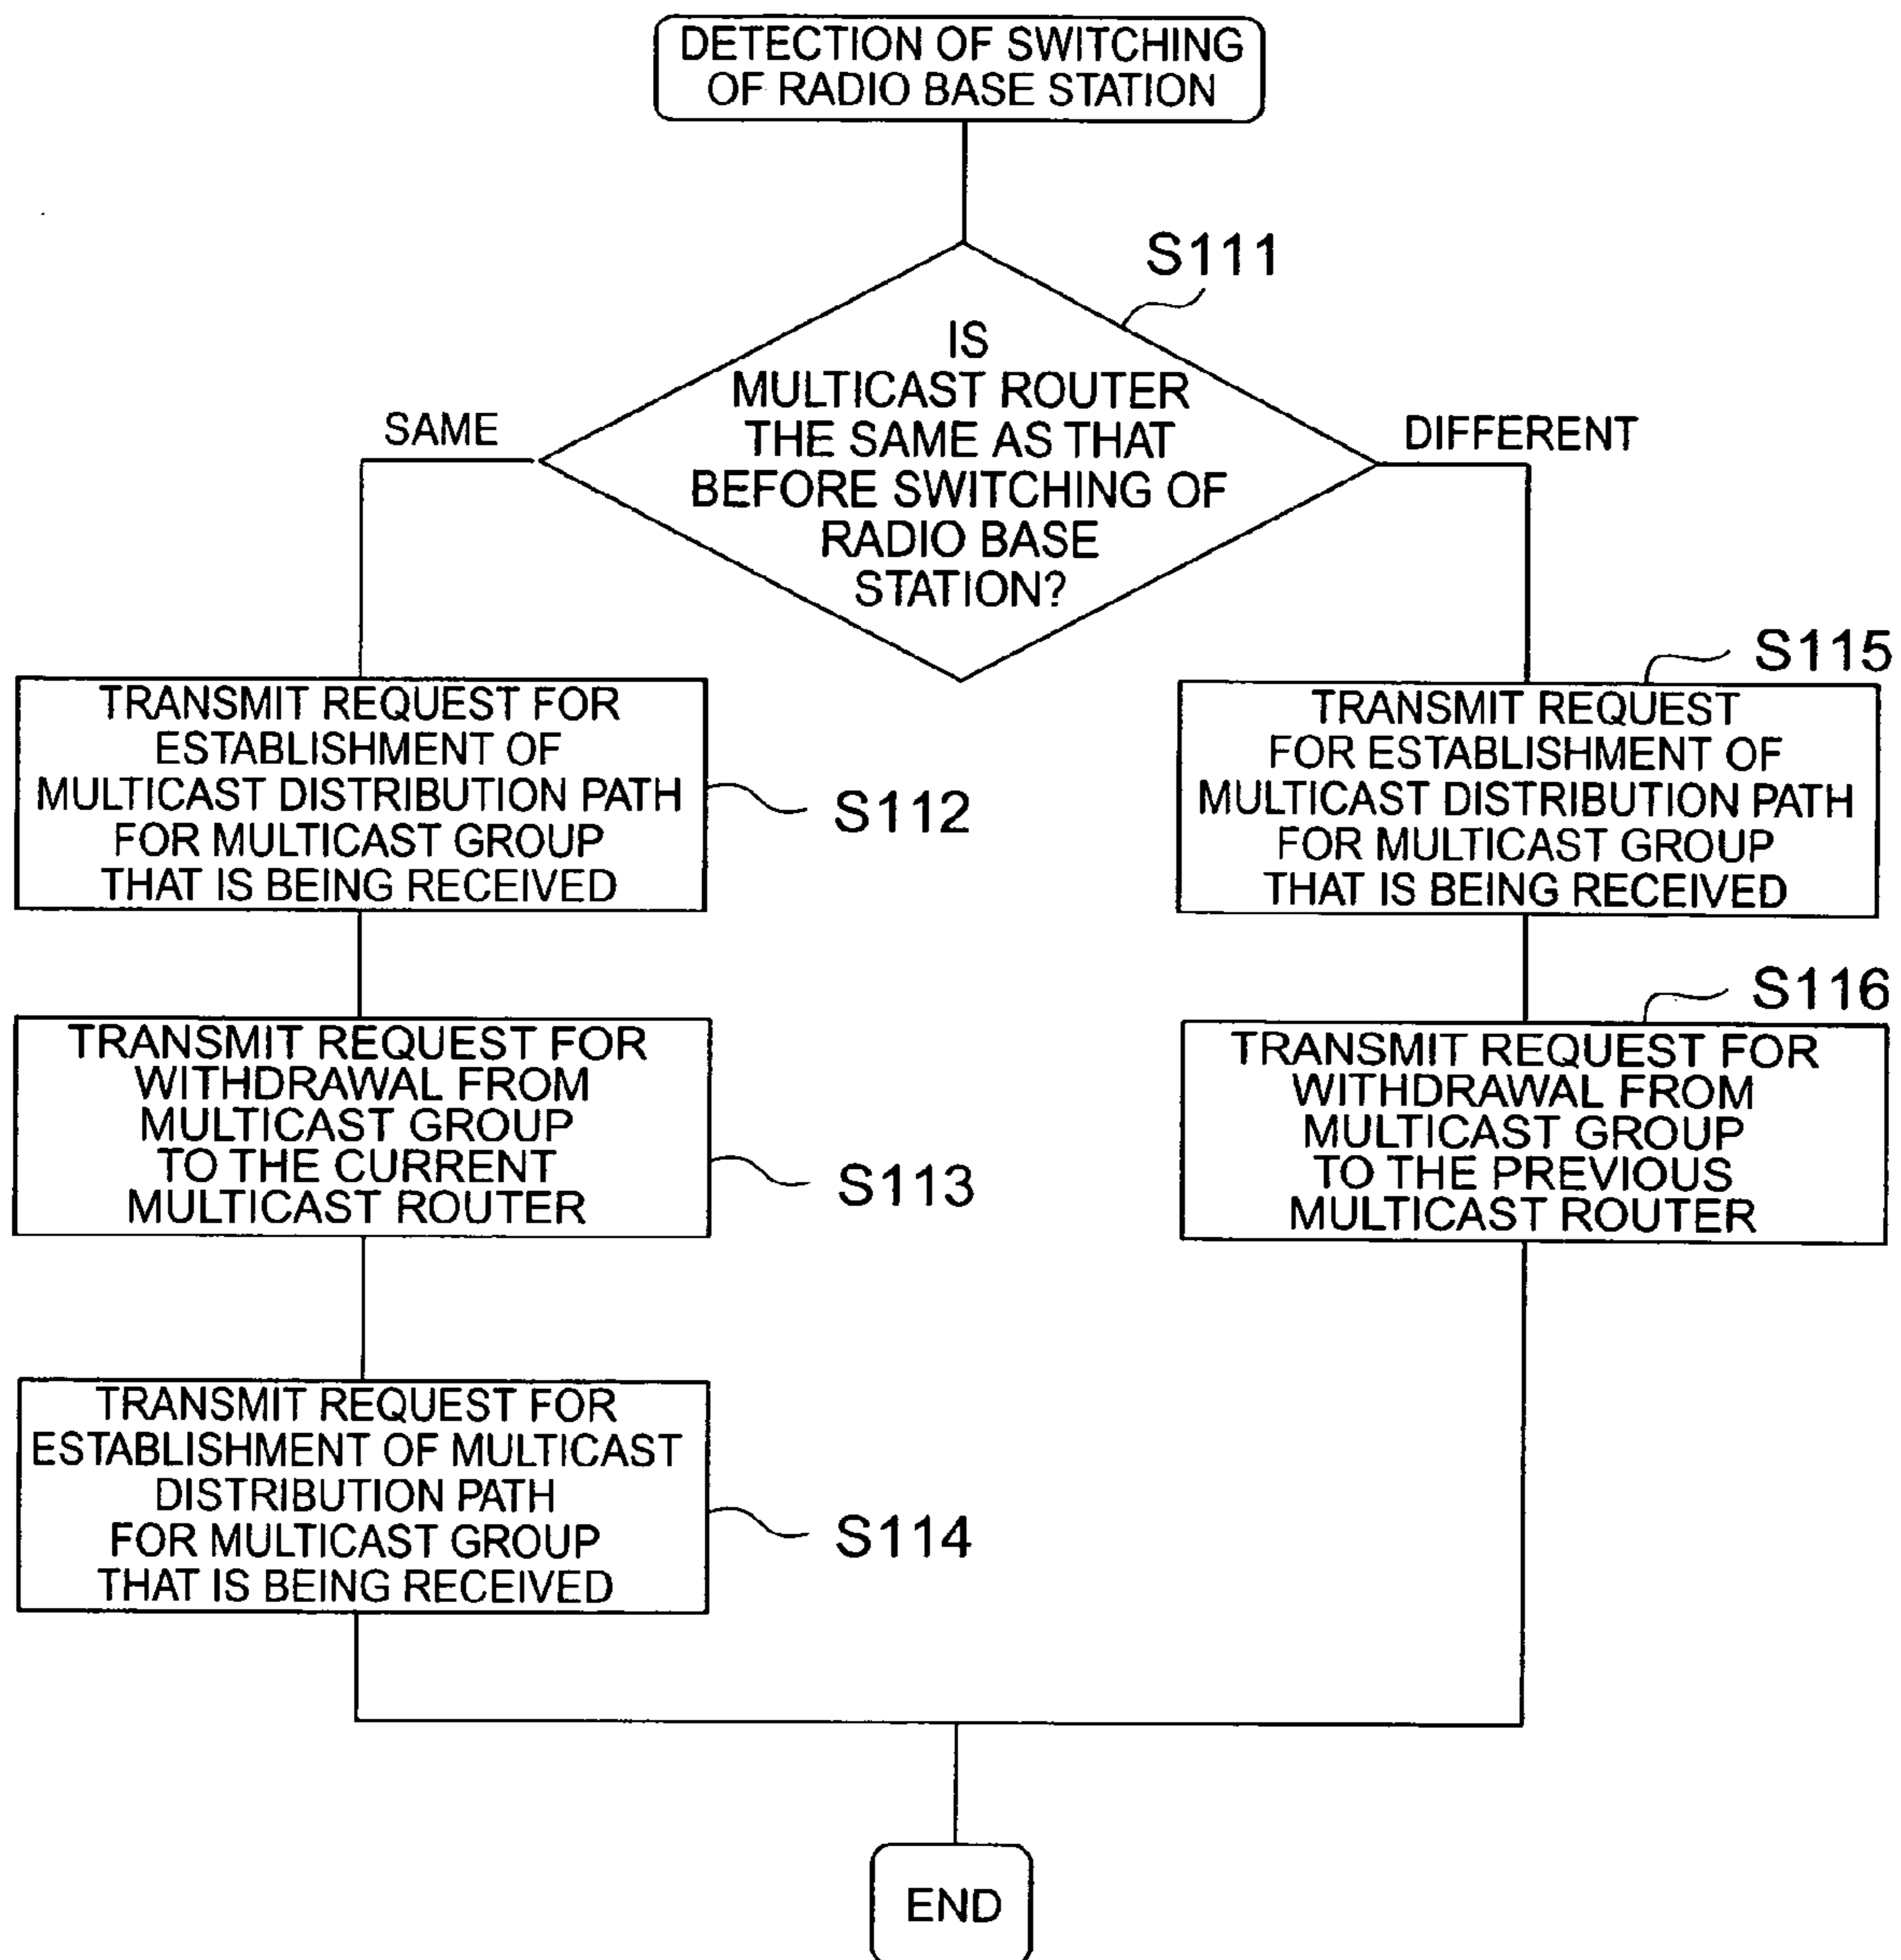 DETECTION OF SWITCHING
OF RADIO BASE STATION
S111
IS
MULTICAST ROUTER
THE SAME AS THAT
BEFORE SWITCHING OF
RADIO BASE
STATION?
SAME
DIFFERENT
TRANSMIT REQUEST FOR
ESTABLISHMENT OF
MULTICAST DISTRIBUTION PATH
FOR MULTICAST GROUP
THAT IS BEING RECEIVED
S112
TRANSMIT REQUEST FOR
WITHDRAWAL FROM
MULTICAST GROUP
TO THE CURRENT
MULTICAST ROUTER
S113
TRANSMIT REQUEST FOR
ESTABLISHMENT OF MULTICAST
DISTRIBUTION PATH
FOR MULTICAST GROUP
THAT IS BEING RECEIVED
S114
S115
TRANSMIT REQUEST
FOR ESTABLISHMENT OF
MULTICAST DISTRIBUTION PATH
FOR MULTICAST GROUP
THAT IS BEING RECEIVED
S116
TRANSMIT REQUEST FOR
WITHDRAWAL FROM
MULTICAST GROUP
TO THE PREVIOUS
MULTICAST ROUTER
END